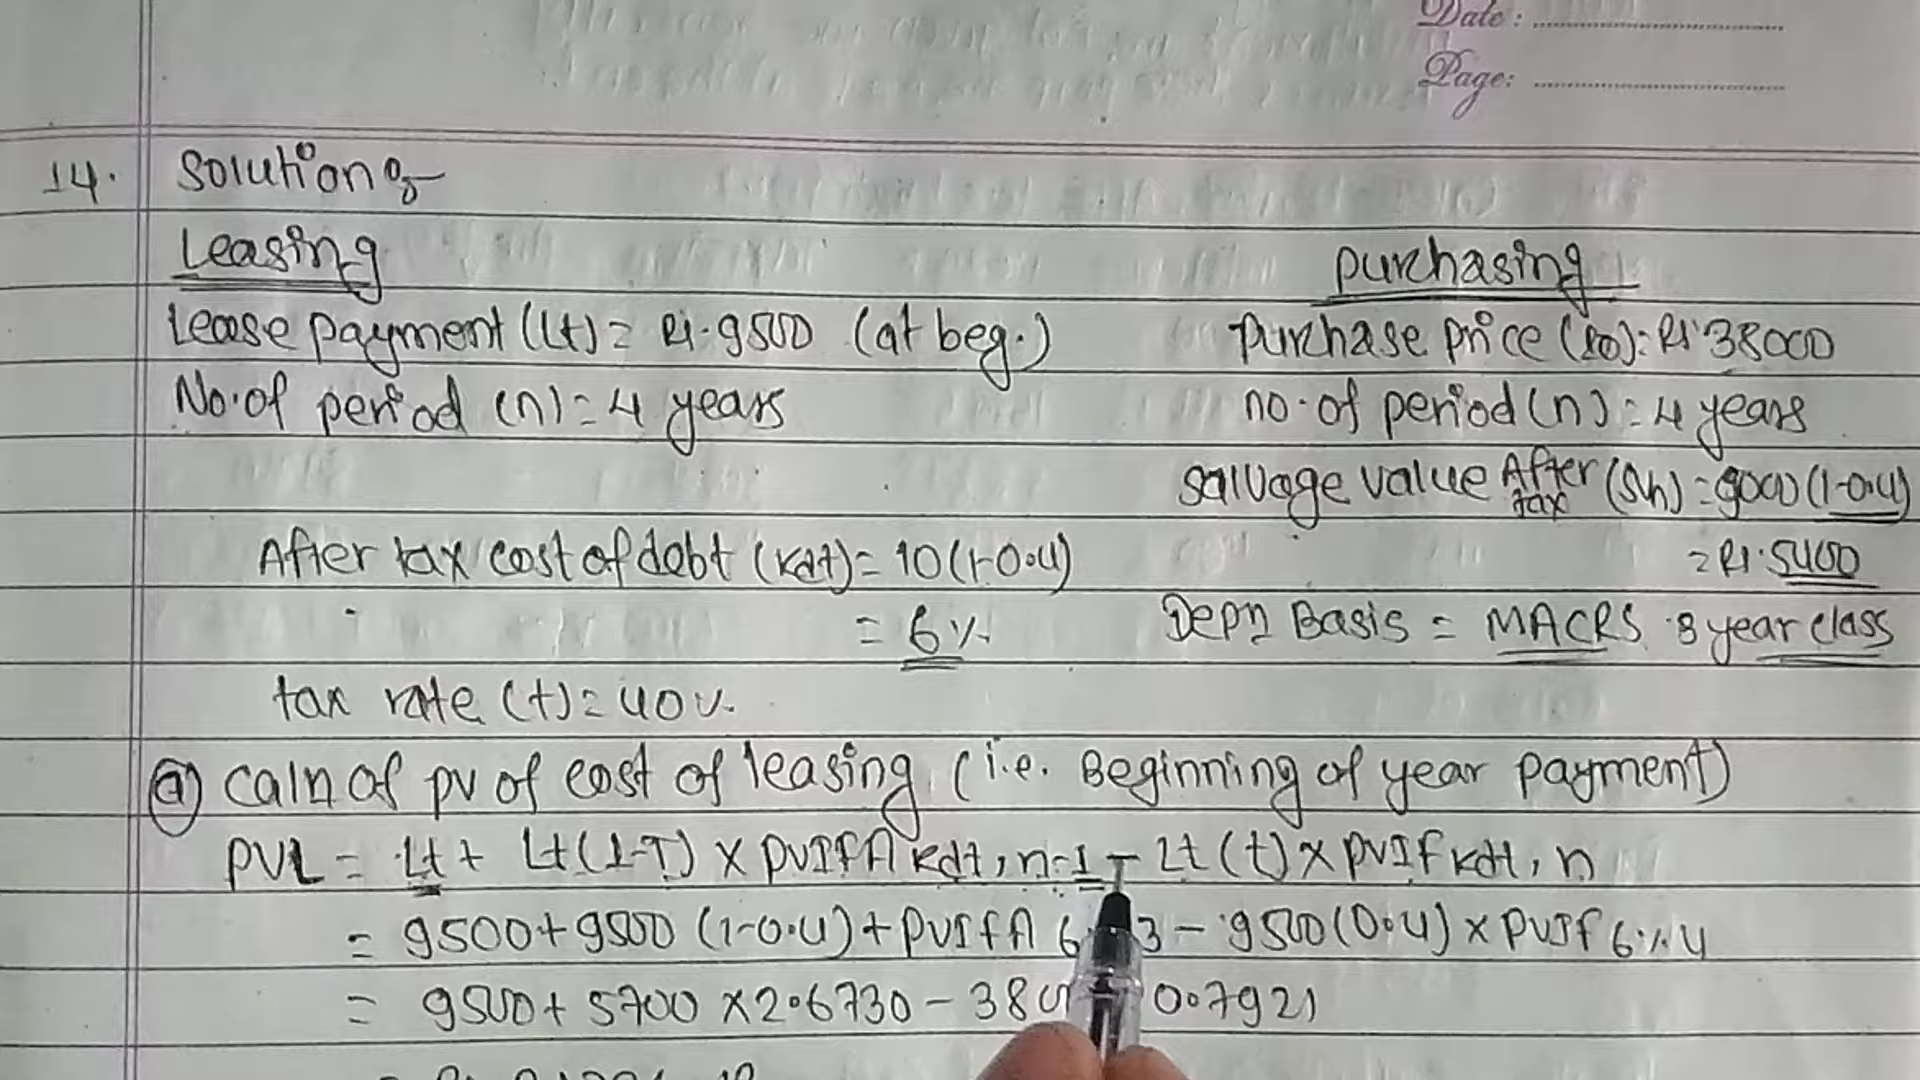 Date :
Page:
14. Solution :-
Leasing
Purchasing
Lease payment (Lt) = Rs. 9500 (at beg.)
Purchase price (P0) = Rs 38000
No. of period (n) = 4 years
no. of period (n) = 4 years
Salvage value After tax (Sn) = 9000 (1-0.4)
= Rs. 5400
After tax cost of debt (kdt) = 10 (1-0.4)
= 6%
Depn Basis = MACRS 3 year class
tax rate (t) = 40%
(a) Caln of pv of cost of leasing (i.e. Beginning of year payment)
PVL = Lt + Lt (1-T) x PVIFA kdt, n-1 - Lt (t) x PVIF kdt, n
= 9500 + 9500 (1-0.4) + PVIFA 6 3 - 9500 (0.4) x PVIF 6% 4
= 9500 + 5700 x 2.6730 - 380 0.7921